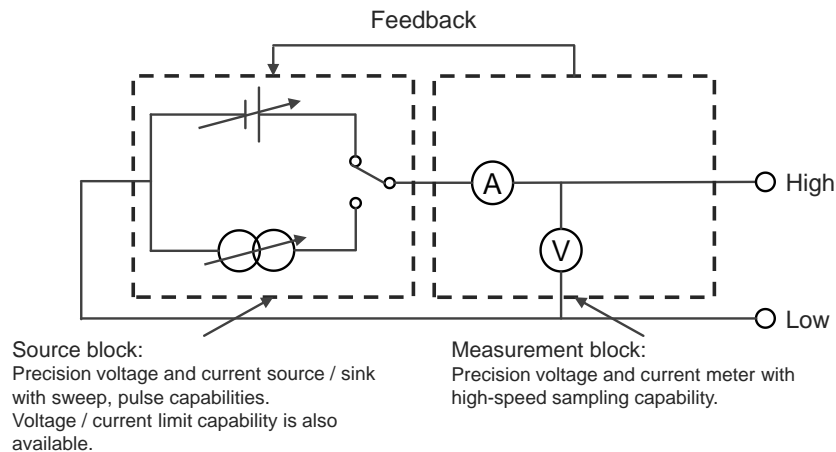 Feedback
A
High
V
Low
Source block:
Precision voltage and current source / sink
with sweep, pulse capabilities.
Voltage / current limit capability is also
available.
Measurement block:
Precision voltage and current meter with
high-speed sampling capability.